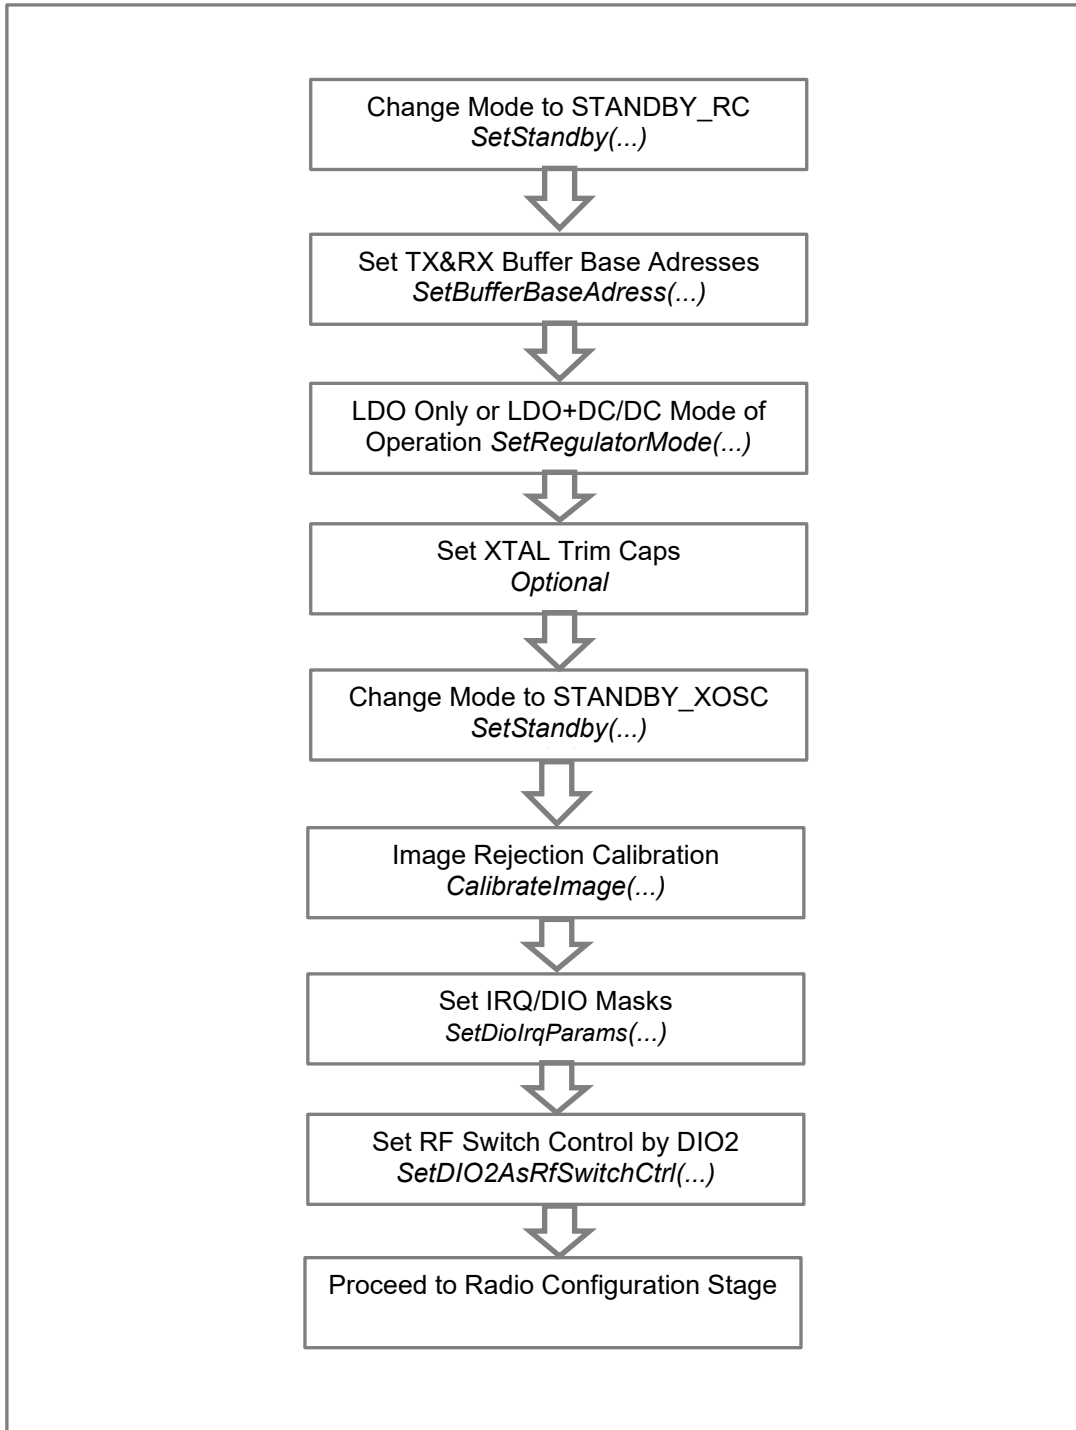 Change Mode to STANDBY_RC
SetStandby(...)
Set TX&RX Buffer Base Adresses
SetBufferBaseAdress(...)
LDO Only or LDO+DC/DC Mode of
Operation SetRegulatorMode(...)
Set XTAL Trim Caps
Optional
Change Mode to STANDBY_XOSC
SetStandby(...)
Image Rejection Calibration
CalibrateImage(...)
Set IRQ/DIO Masks
SetDioIrqParams(...)
Set RF Switch Control by DIO2
SetDIO2AsRfSwitchCtrl(...)
Proceed to Radio Configuration Stage